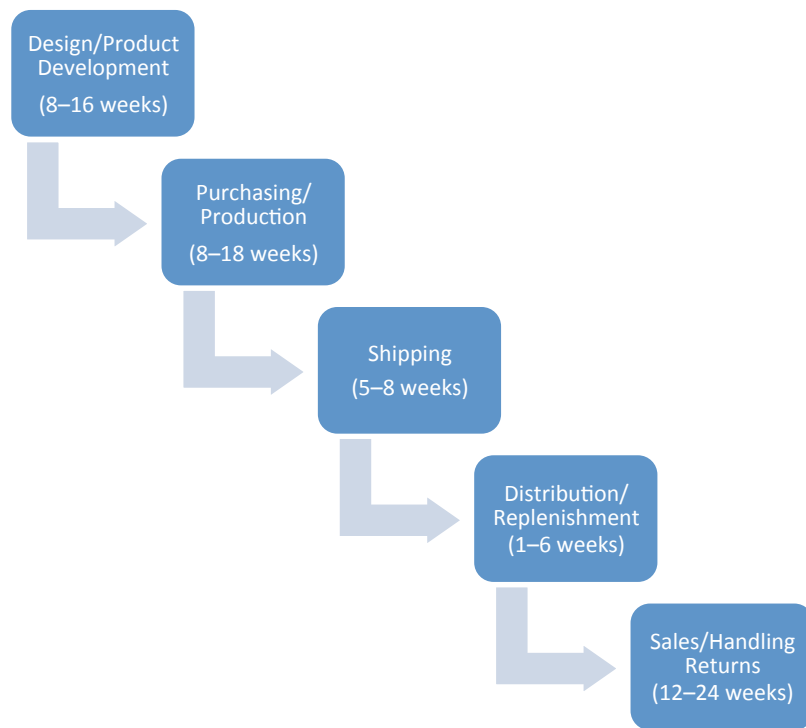 Design/Product
Development
(8–16 weeks)
Purchasing/
Production
(8–18 weeks)
Shipping
(5–8 weeks)
Distribution/
Replenishment
(1–6 weeks)
Sales/Handling
Returns
(12–24 weeks)